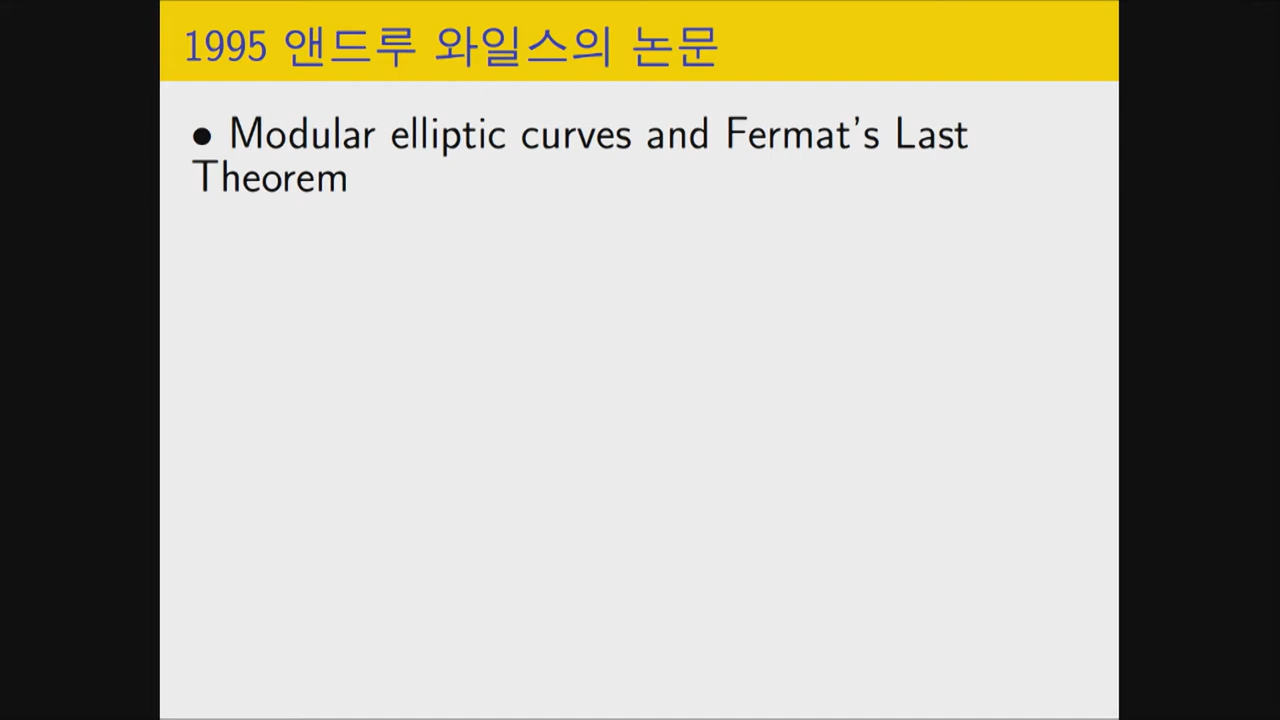 1995 앤드루 와일스의 논문
• Modular elliptic curves and Fermat's Last
Theorem